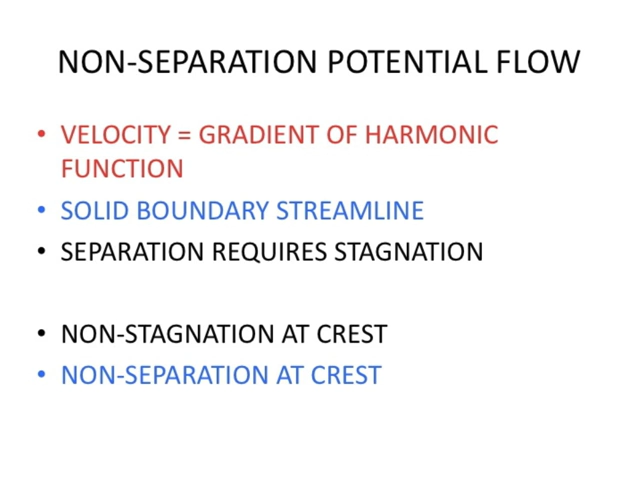 NON-SEPARATION POTENTIAL FLOW
• VELOCITY = GRADIENT OF HARMONIC
FUNCTION
• SOLID BOUNDARY STREAMLINE
• SEPARATION REQUIRES STAGNATION
• NON-STAGNATION AT CREST
• NON-SEPARATION AT CREST